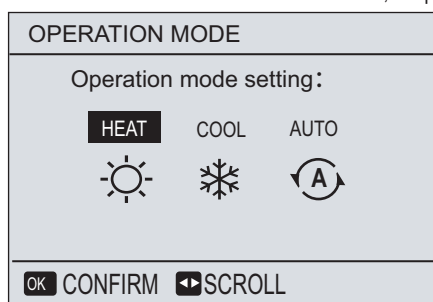 OPERATION MODE
Operation mode setting:
HEAT COOL AUTO
A
OK CONFIRM SCROLL